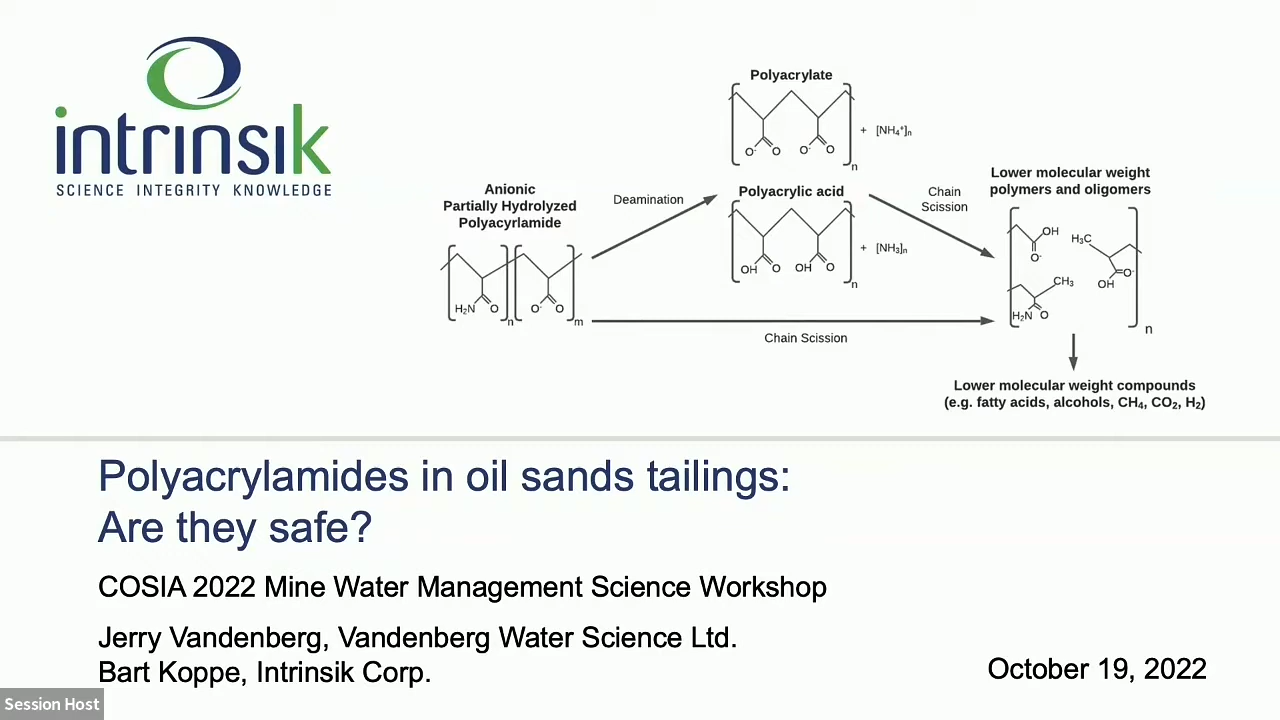 intrinsik
SCIENCE INTEGRITY KNOWLEDGE
Anionic
Partially Hydrolyzed
Polyacyrlamide
H₂N O
n
O⁻ O
m
Deamination
Chain Scission
Polyacrylate
O⁻ O O⁻ O
n
+ [NH₄⁺]n
Polyacrylic acid
OH O OH O
n
+ [NH₃]n
Chain
Scission
Lower molecular weight
polymers and oligomers
OH
O⁻
H₃C
O⁻
OH
CH₃
H₂N O
n
Lower molecular weight compounds
(e.g. fatty acids, alcohols, CH₄, CO₂, H₂)
Polyacrylamides in oil sands tailings:
Are they safe?
COSIA 2022 Mine Water Management Science Workshop
Jerry Vandenberg, Vandenberg Water Science Ltd.
Bart Koppe, Intrinsik Corp.
October 19, 2022
Session Host